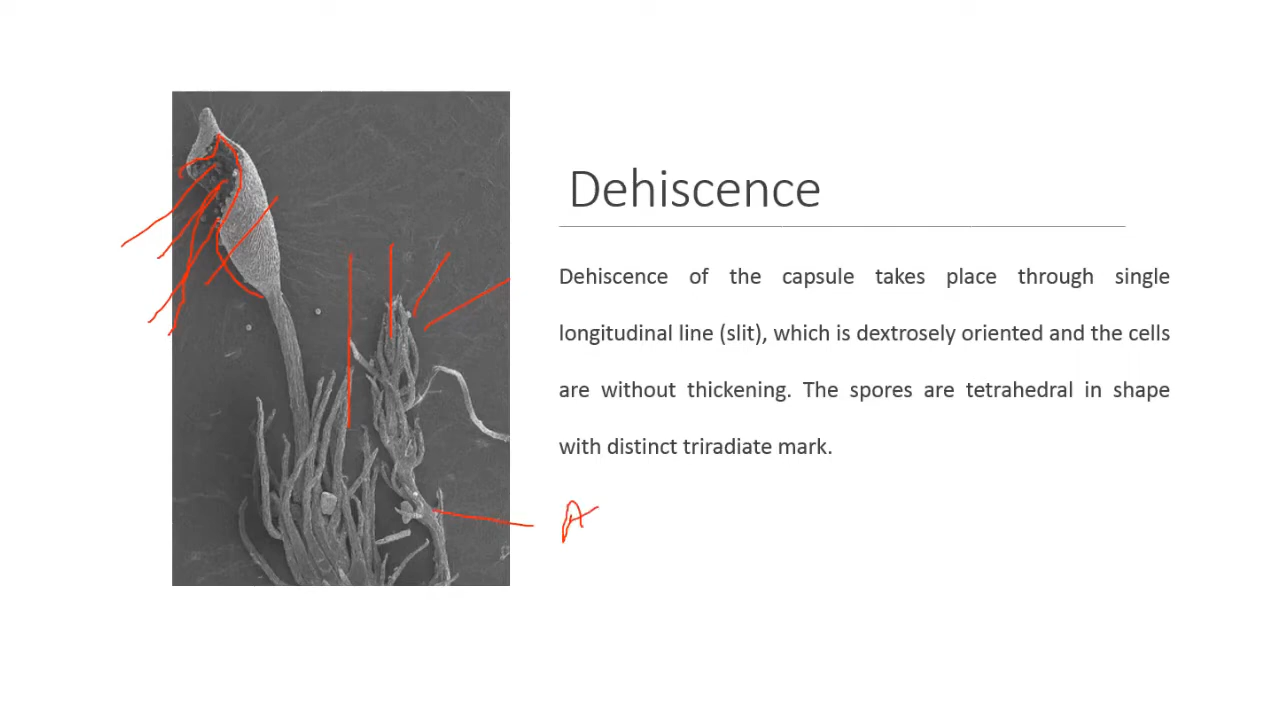 Dehiscence
Dehiscence of the capsule takes place through single
longitudinal line (slit), which is dextrosely oriented and the cells
are without thickening. The spores are tetrahedral in shape
with distinct triradiate mark.
A